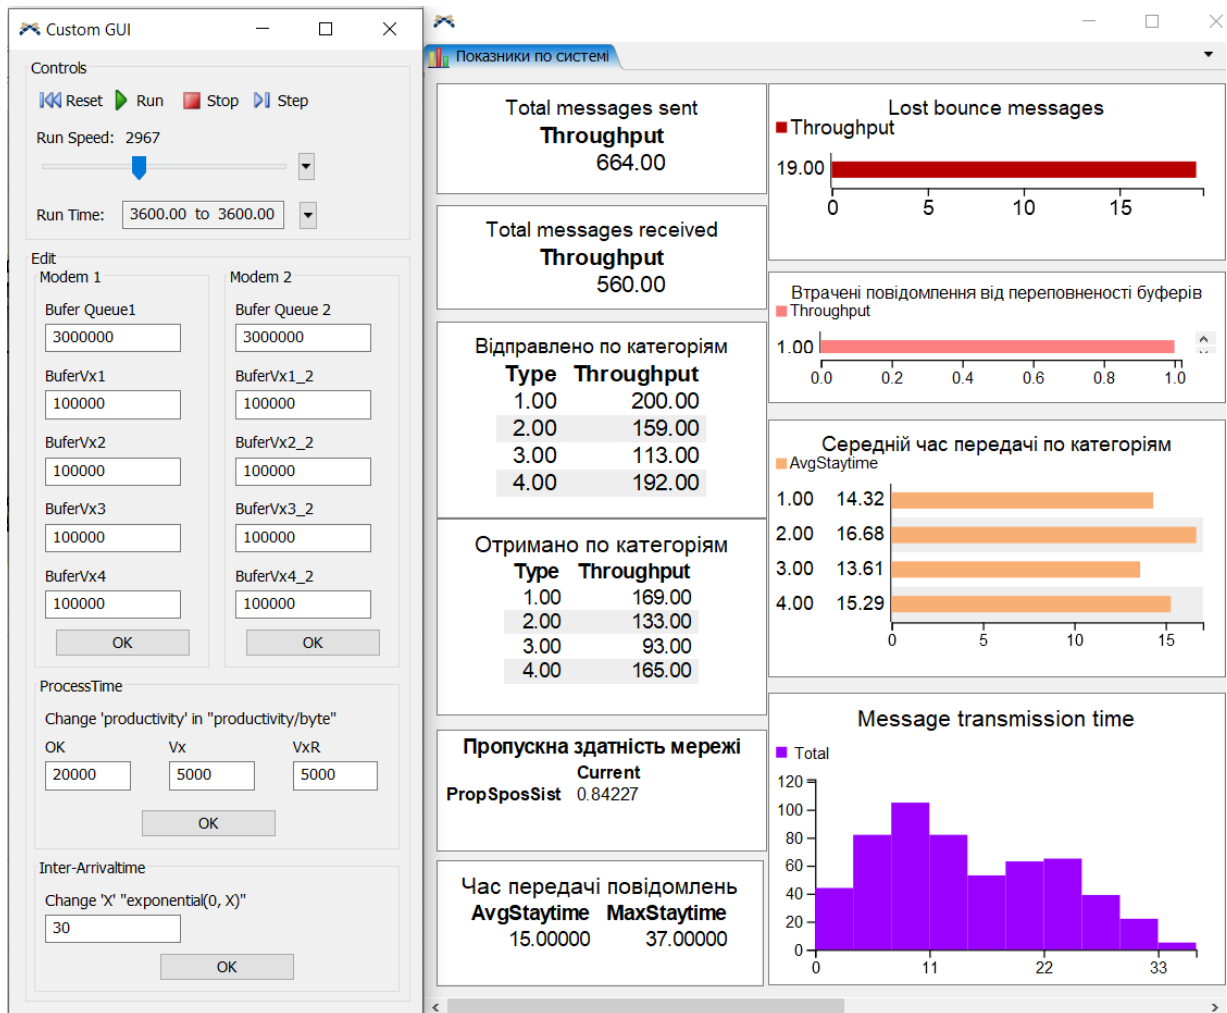 Custom GUI
Controls
Reset Run Stop Step
Run Speed: 2967
Run Time: 3600.00 to 3600.00
Edit
Modem 1
Bufer Queue1
3000000
BuferVx1
100000
BuferVx2
100000
BuferVx3
100000
BuferVx4
100000
OK
Modem 2
Bufer Queue 2
3000000
BuferVx1_2
100000
BuferVx2_2
100000
BuferVx3_2
100000
BuferVx4_2
100000
OK
ProcessTime
Change 'productivity' in "productivity/byte"
OK Vx VxR
20000 5000 5000
OK
Inter-Arrivaltime
Change 'X' "exponential(0, X)"
30
OK
Показники по системі
Total messages sent
Throughput
664.00
Total messages received
Throughput
560.00
Відправлено по категоріям
Type Throughput
1.00 200.00
2.00 159.00
3.00 113.00
4.00 192.00
Отримано по категоріям
Type Throughput
1.00 169.00
2.00 133.00
3.00 93.00
4.00 165.00
Пропускна здатність мережі
Current
PropSposSist 0.84227
Час передачі повідомлень
AvgStaytime MaxStaytime
15.00000 37.00000
Lost bounce messages
Throughput
19.00
0 5 10 15
Втрачені повідомлення від переповненості буферів
Throughput
1.00
0.0 0.2 0.4 0.6 0.8 1.0
Середній час передачі по категоріям
AvgStaytime
1.00 14.32
2.00 16.68
3.00 13.61
4.00 15.29
0 5 10 15
Message transmission time
Total
120
100
80
60
40
20
0
0 11 22 33